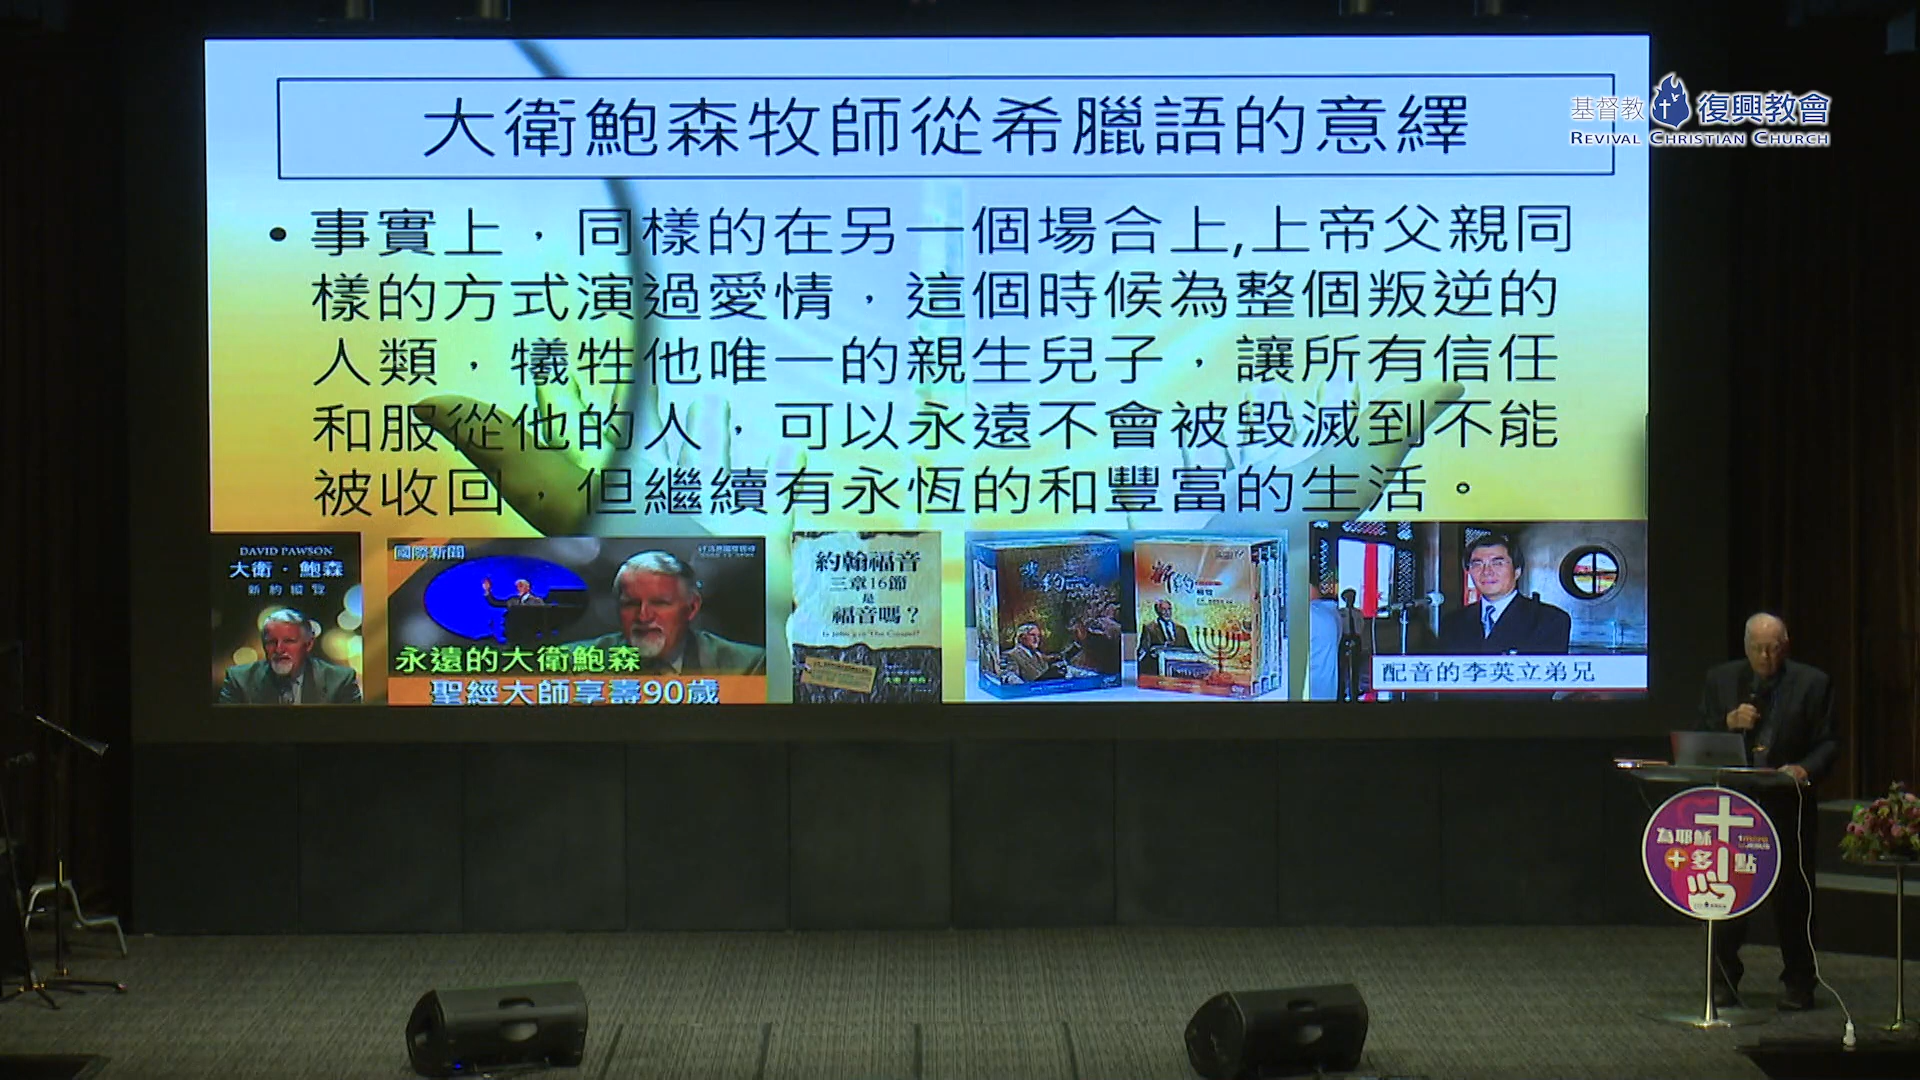 大衛鮑森牧師從希臘語的意繹
基督教 復興教會
REVIVAL CHRISTIAN CHURCH
• 事實上，同樣的在另一個場合上,上帝父親同
樣的方式演過愛情，這個時候為整個叛逆的
人類，犧牲他唯一的親生兒子，讓所有信任
和服從他的人，可以永遠不會被毀滅到不能
被收回，但繼續有永恆的和豐富的生活。
DAVID PAWSON
大衛·鮑森
新約縱覽
國際新聞
永遠的大衛鮑森
聖經大師享壽90歲
約翰福音
三章16節
是
福音嗎？
舊約
新約
配音的李英立弟兄
為耶穌
+多一點